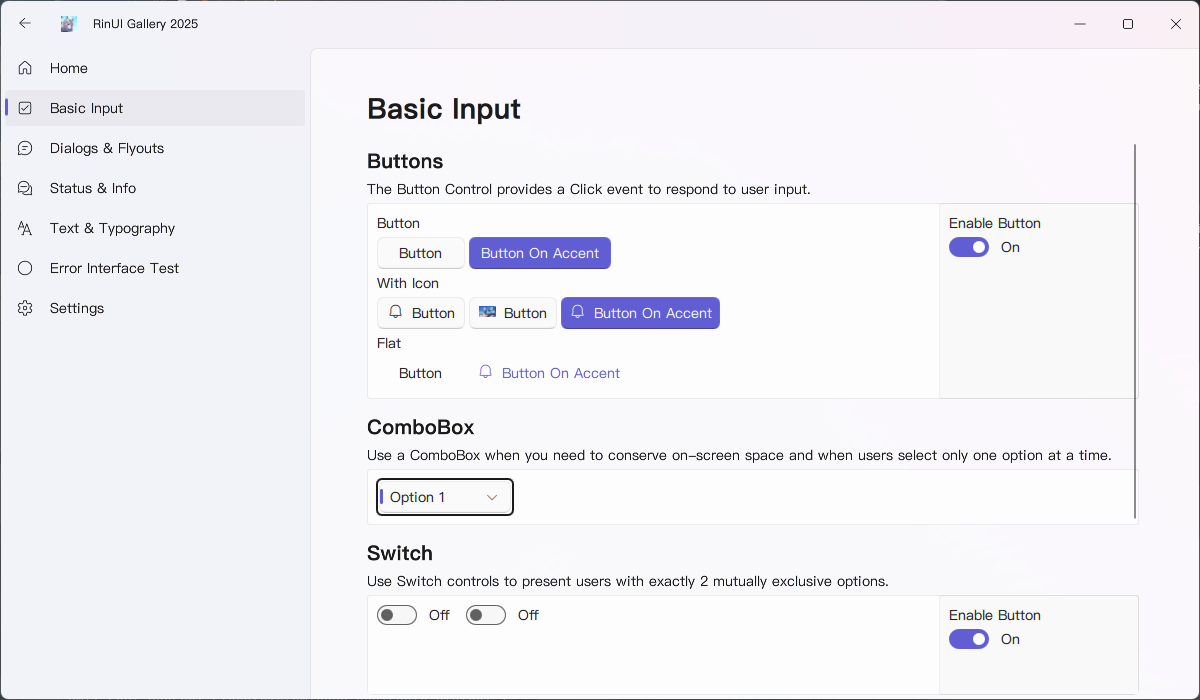 RinUI Gallery 2025
Home
Basic Input
Dialogs & Flyouts
Status & Info
Text & Typography
Error Interface Test
Settings
Basic Input
Buttons
The Button Control provides a Click event to respond to user input.
Button
Button
Button On Accent
With Icon
Button
Button
Button On Accent
Flat
Button
Button On Accent
Enable Button
On
ComboBox
Use a ComboBox when you need to conserve on-screen space and when users select only one option at a time.
Option 1
Switch
Use Switch controls to present users with exactly 2 mutually exclusive options.
Off
Off
Enable Button
On